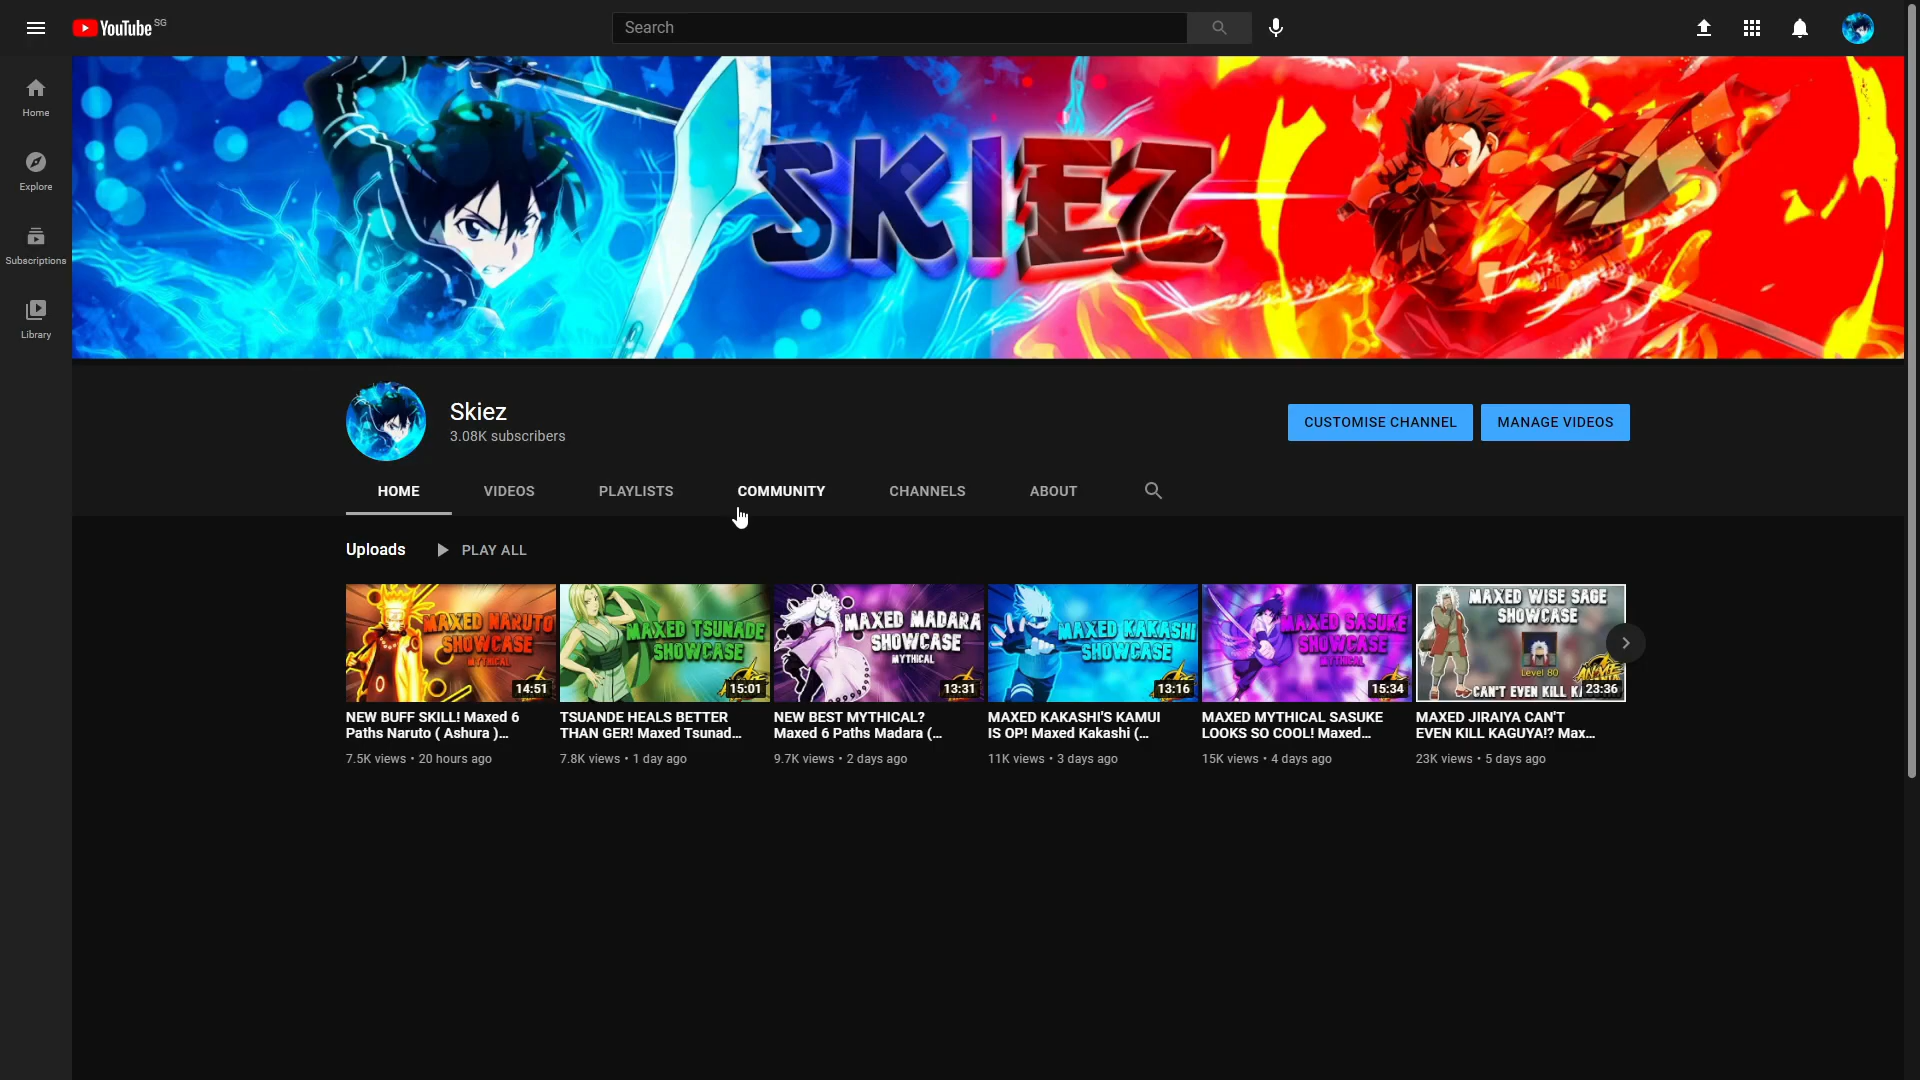 YouTube SG
Search
Home
Explore
Subscriptions
Library
SKIEZ
Skiez
3.08K subscribers
CUSTOMISE CHANNEL
MANAGE VIDEOS
HOME
VIDEOS
PLAYLISTS
COMMUNITY
CHANNELS
ABOUT
Uploads
PLAY ALL
MAXED NARUTO
SHOWCASE
MYTHICAL
14:51
NEW BUFF SKILL! Maxed 6
Paths Naruto ( Ashura )...
7.5K views • 20 hours ago
MAXED TSUNADE
SHOWCASE
15:01
TSUANDE HEALS BETTER
THAN GER! Maxed Tsunad...
7.8K views • 1 day ago
MAXED MADARA
SHOWCASE
MYTHICAL
13:31
NEW BEST MYTHICAL?
Maxed 6 Paths Madara (...
9.7K views • 2 days ago
MAXED KAKASHI
SHOWCASE
13:16
MAXED KAKASHI'S KAMUI
IS OP! Maxed Kakashi (...
11K views • 3 days ago
MAXED SASUKE
SHOWCASE
MYTHICAL
15:34
MAXED MYTHICAL SASUKE
LOOKS SO COOL! Maxed...
15K views • 4 days ago
MAXED WISE SAGE
SHOWCASE
Level 80
CAN'T EVEN KILL
23:36
MAXED JIRAIYA CAN'T
EVEN KILL KAGUYA!? Max...
23K views • 5 days ago